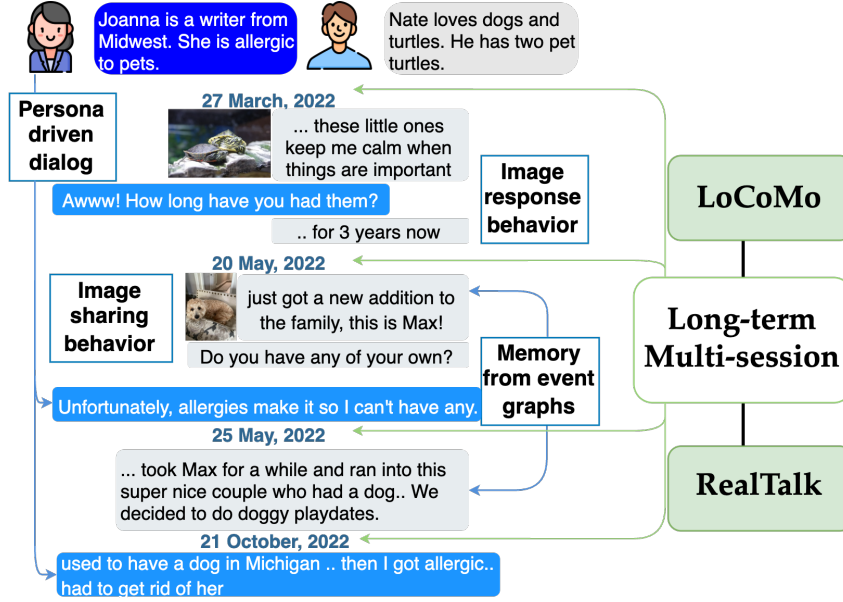 Joanna is a writer from
Midwest. She is allergic
to pets.
Nate loves dogs and
turtles. He has two pet
turtles.
Persona
driven
dialog
27 March, 2022
... these little ones
keep me calm when
things are important
Image
response
behavior
Awww! How long have you had them?
.. for 3 years now
20 May, 2022
Image
sharing
behavior
just got a new addition to
the family, this is Max!
Do you have any of your own?
Memory
from event
graphs
Unfortunately, allergies make it so I can't have any.
25 May, 2022
... took Max for a while and ran into this
super nice couple who had a dog.. We
decided to do doggy playdates.
21 October, 2022
used to have a dog in Michigan .. then I got allergic..
had to get rid of her
LoCoMo
Long-term
Multi-session
RealTalk